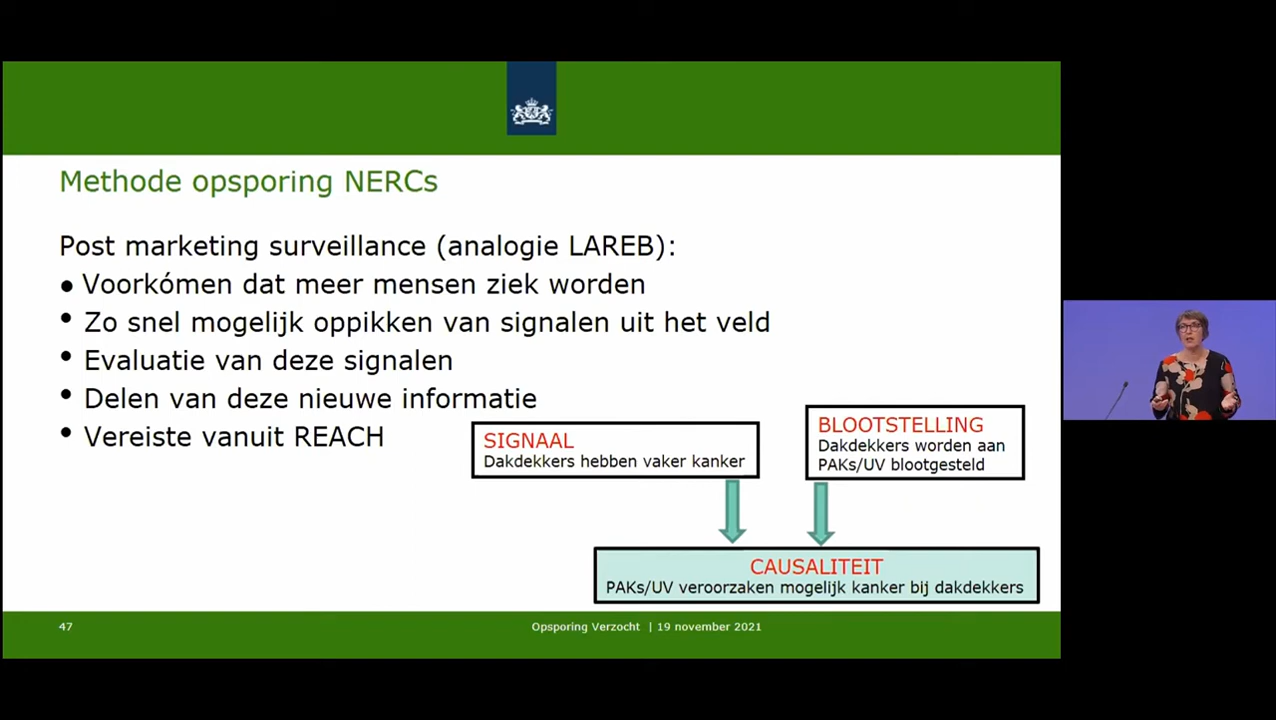 Methode opsporing NERCs
Post marketing surveillance (analogie LAREB):
• Voorkómen dat meer mensen ziek worden
• Zo snel mogelijk oppikken van signalen uit het veld
• Evaluatie van deze signalen
• Delen van deze nieuwe informatie
• Vereiste vanuit REACH
SIGNAAL
Dakdekkers hebben vaker kanker
BLOOTSTELLING
Dakdekkers worden aan
PAKs/UV blootgesteld
CAUSALITEIT
PAKs/UV veroorzaken mogelijk kanker bij dakdekkers
47
Opsporing Verzocht | 19 november 2021